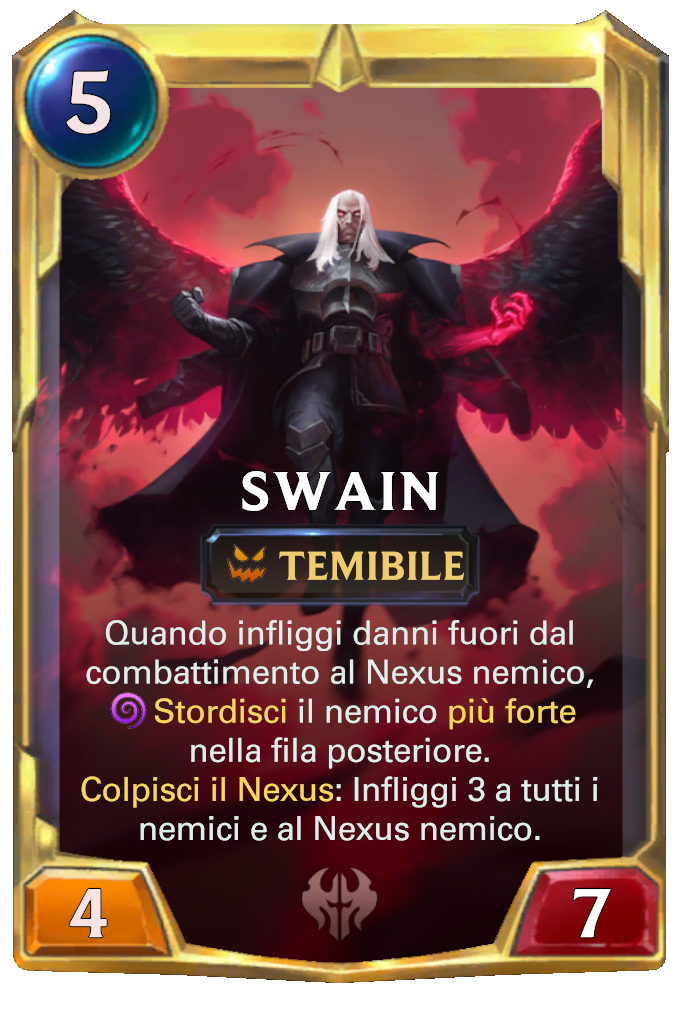 5
SWAIN
TEMIBILE
Quando infliggi danni fuori dal
combattimento al Nexus nemico,
Stordisci il nemico più forte
nella fila posteriore.
Colpisci il Nexus: Infliggi 3 a tutti i
nemici e al Nexus nemico.
4
7